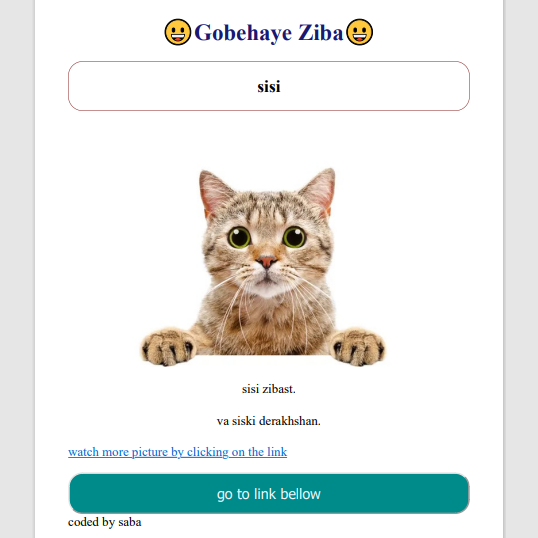 😀Gobehaye Ziba😀
sisi
sisi zibast.
va siski derakhshan.
watch more picture by clicking on the link
go to link bellow
coded by saba